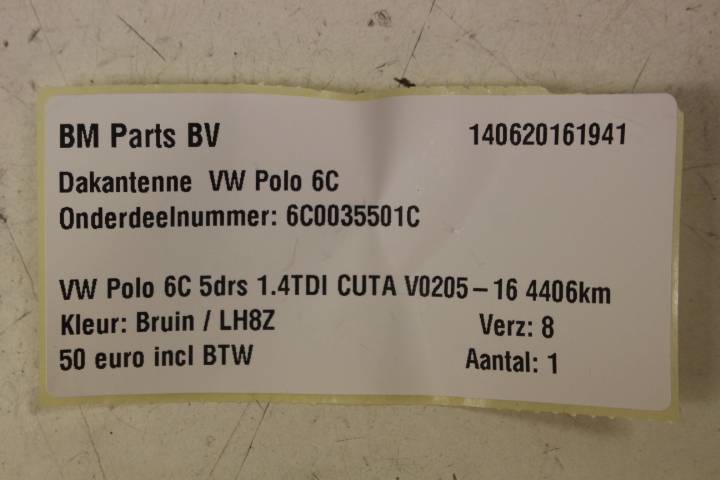 BM Parts BV 140620161941
Dakantenne VW Polo 6C
Onderdeelnummer: 6C0035501C
VW Polo 6C 5drs 1.4TDI CUTA V0205-16 4406km
Kleur: Bruin / LH8Z Verz: 8
50 euro incl BTW Aantal: 1